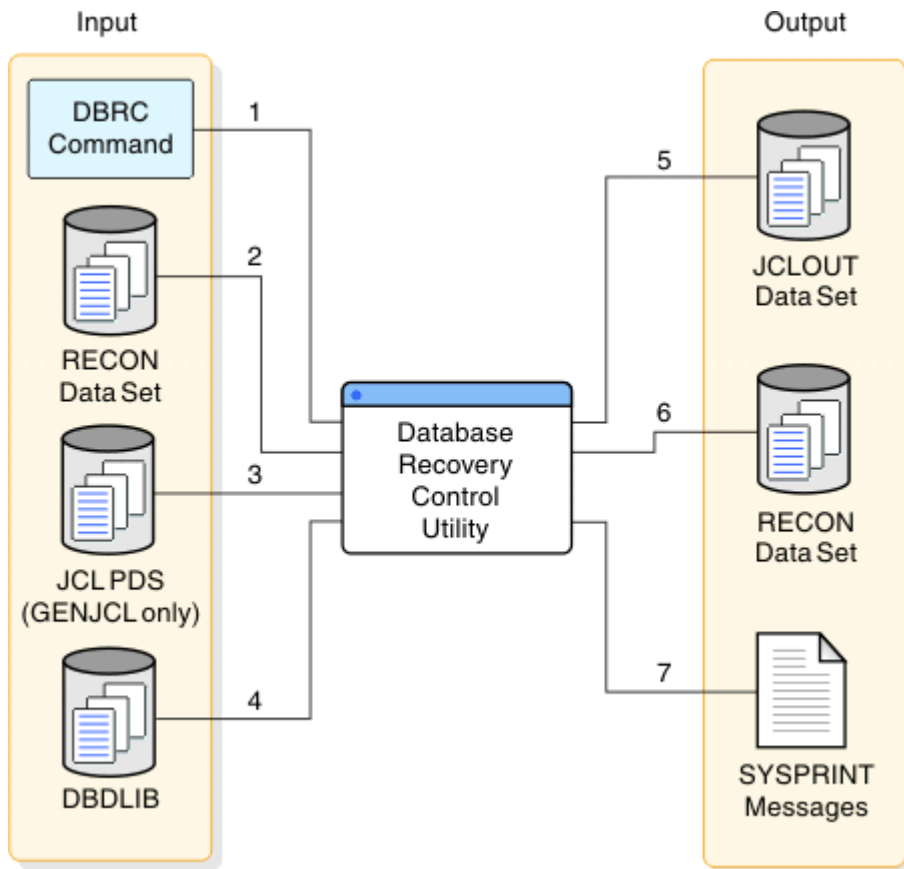 Input
Output
DBRC
Command
1
RECON
Data Set
2
JCL PDS
(GENJCL only)
3
DBDLIB
4
Database
Recovery
Control
Utility
5
JCLOUT
Data Set
6
RECON
Data Set
7
SYSPRINT
Messages